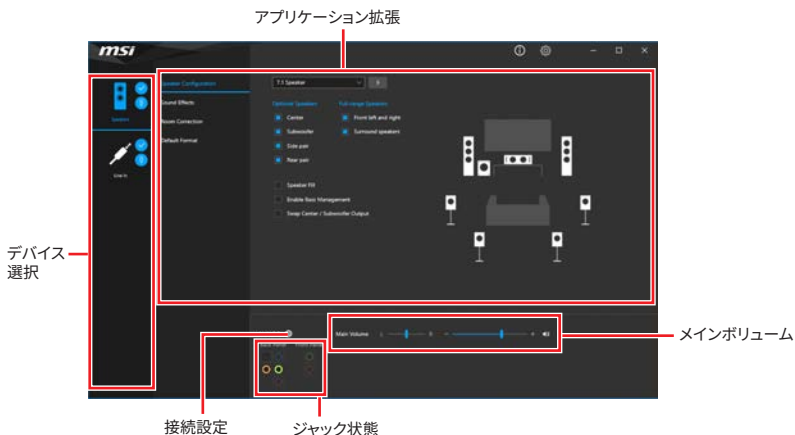 アプリケーション拡張
msi
Speaker Configuration
Sound Effects
Room Correction
Default Format
7.1 Speaker
Optional Speakers
Full-range Speakers
Center
Front left and right
Subwoofer
Surround speakers
Side pair
Rear pair
Speaker Fill
Enable Bass Management
Swap Center / Subwoofer Output
Speakers
Line In
デバイス
選択
Main Volume
L
R
メインボリューム
接続設定
ジャック状態